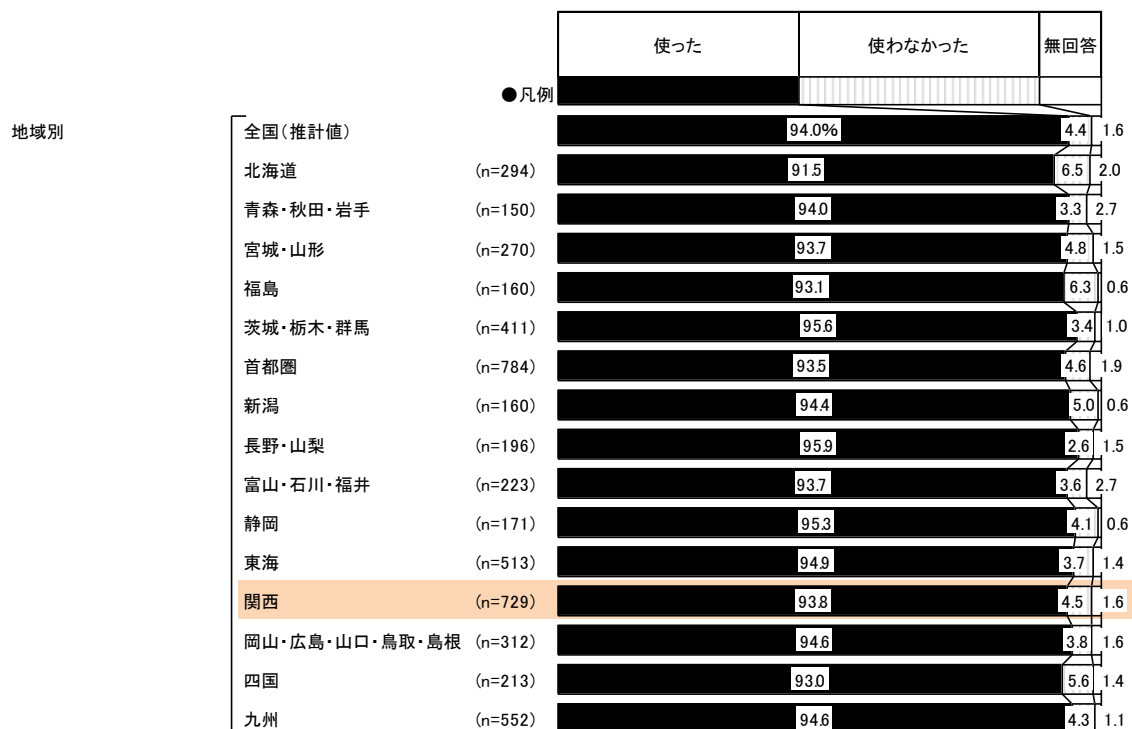 使った 使わなかった 無回答
●凡例
地域別 全国(推計値) 94.0% 4.4 1.6
北海道 (n=294) 91.5 6.5 2.0
青森・秋田・岩手 (n=150) 94.0 3.3 2.7
宮城・山形 (n=270) 93.7 4.8 1.5
福島 (n=160) 93.1 6.3 0.6
茨城・栃木・群馬 (n=411) 95.6 3.4 1.0
首都圏 (n=784) 93.5 4.6 1.9
新潟 (n=160) 94.4 5.0 0.6
長野・山梨 (n=196) 95.9 2.6 1.5
富山・石川・福井 (n=223) 93.7 3.6 2.7
静岡 (n=171) 95.3 4.1 0.6
東海 (n=513) 94.9 3.7 1.4
関西 (n=729) 93.8 4.5 1.6
岡山・広島・山口・鳥取・島根 (n=312) 94.6 3.8 1.6
四国 (n=213) 93.0 5.6 1.4
九州 (n=552) 94.6 4.3 1.1